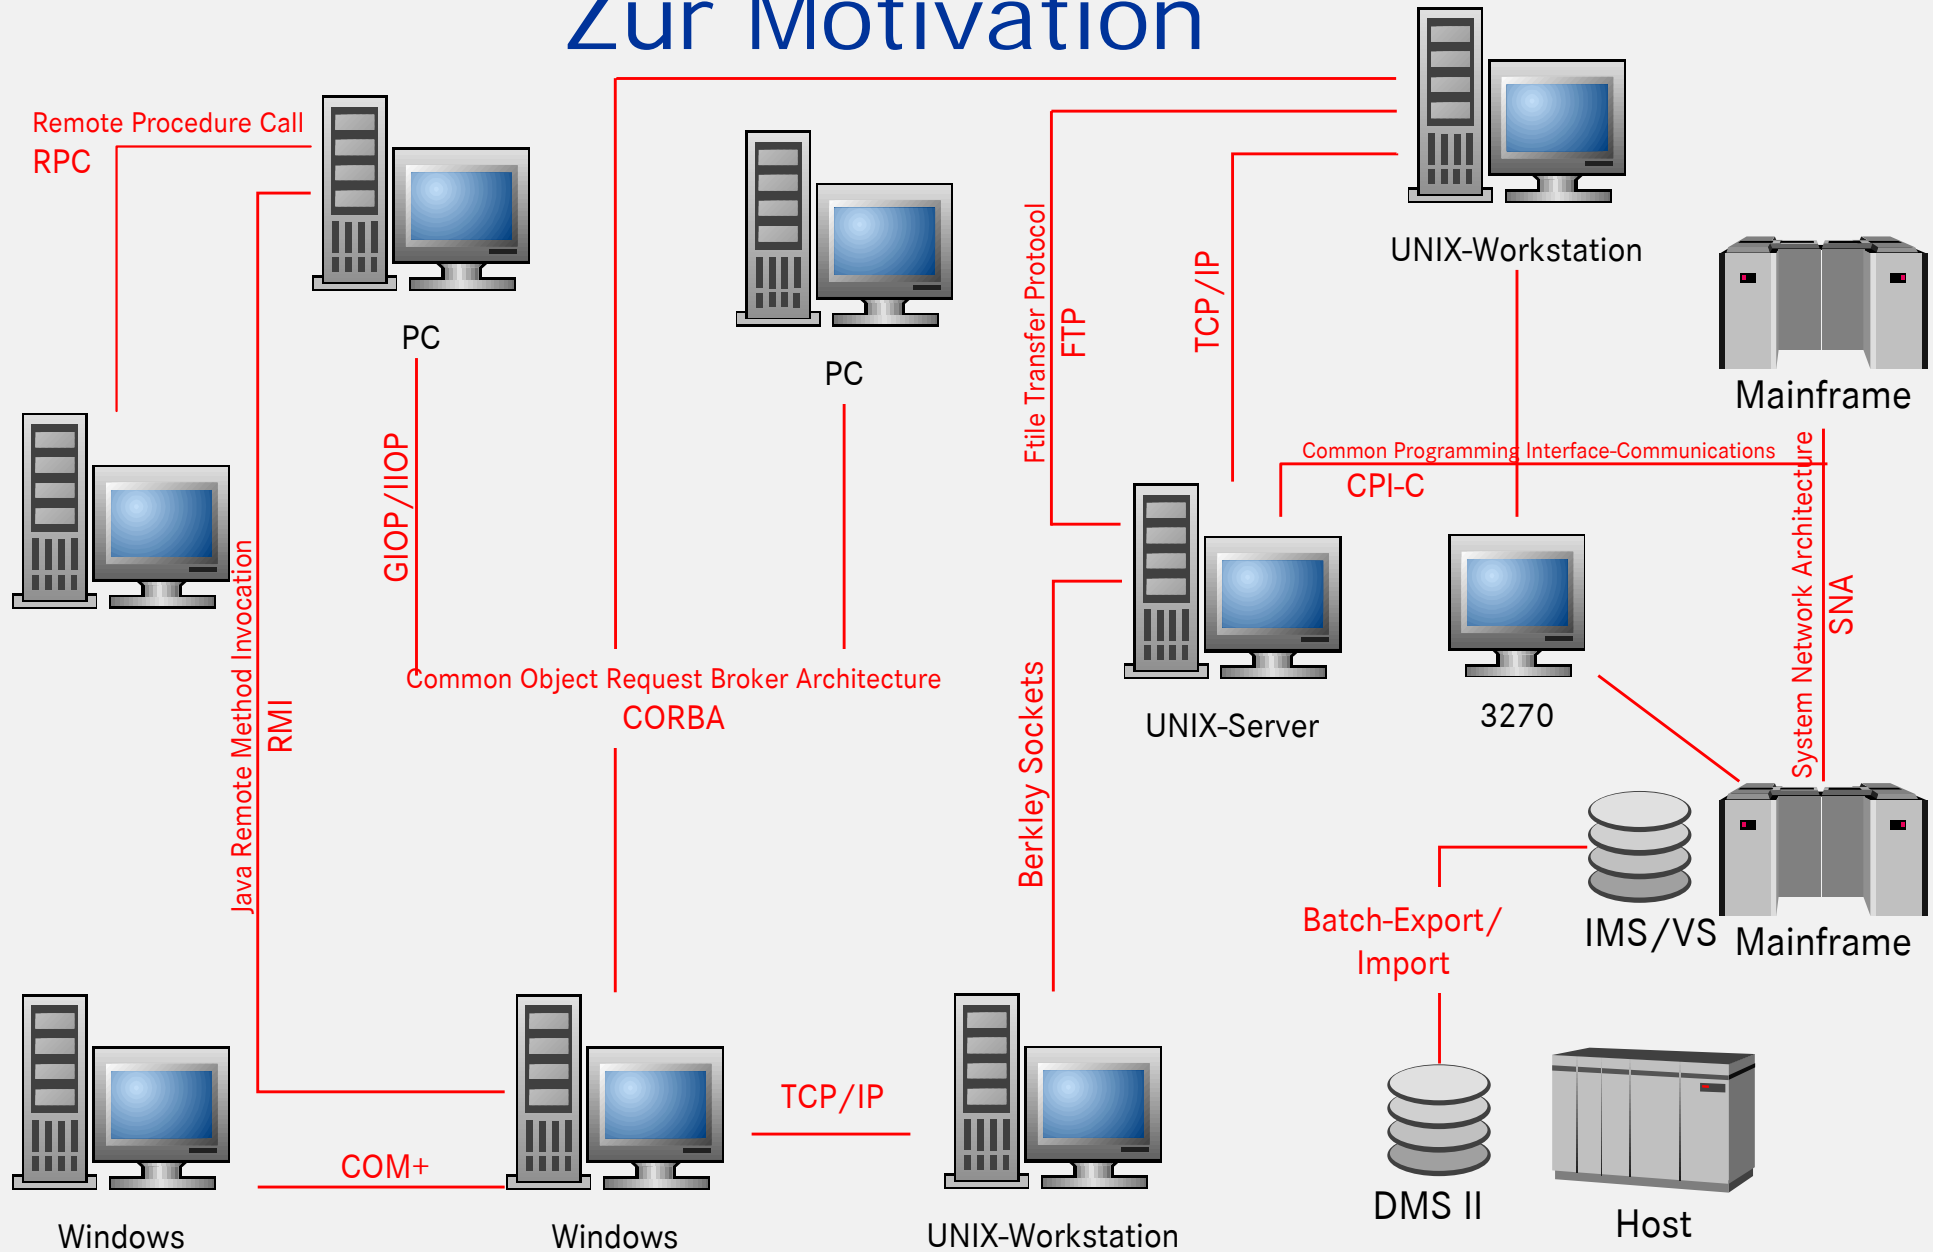 Zur Motivation
Remote Procedure Call
RPC
PC
PC
UNIX-Workstation
Mainframe
Ftile Transfer Protocol
FTP
TCP/IP
Common Programming Interface-Communications
CPI-C
GIOP/IIOP
Java Remote Method Invocation
RMI
System Network Architecture
SNA
Common Object Request Broker Architecture
CORBA
Berkley Sockets
UNIX-Server
3270
Batch-Export/
Import
IMS/VS
Mainframe
TCP/IP
COM+
DMS II
Host
Windows
Windows
UNIX-Workstation